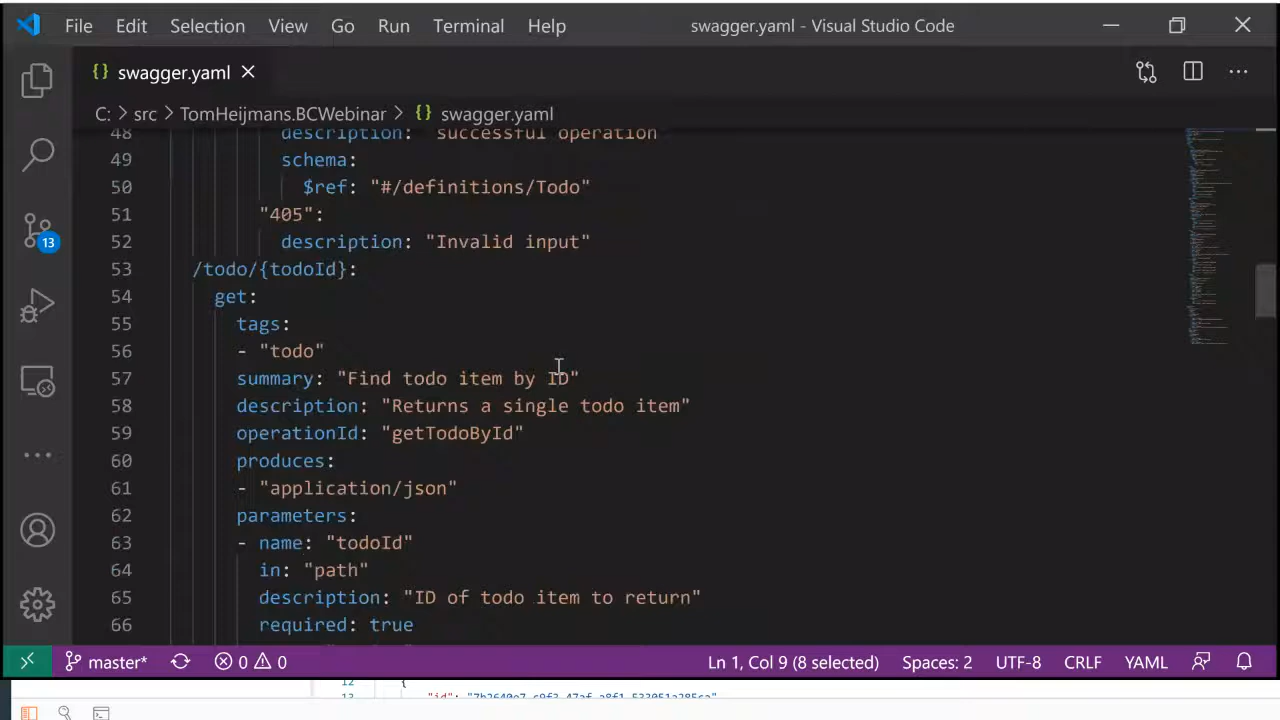 File Edit Selection View Go Run Terminal Help swagger.yaml - Visual Studio Code
{} swagger.yaml
C: > src > TomHeijmans.BCWebinar > {} swagger.yaml
48 description: "successful operation
49 schema:
50 $ref: "#/definitions/Todo"
51 "405":
52 description: "Invalid input"
53 /todo/{todoId}:
54 get:
55 tags:
56 - "todo"
57 summary: "Find todo item by ID"
58 description: "Returns a single todo item"
59 operationId: "getTodoById"
60 produces:
61 - "application/json"
62 parameters:
63 - name: "todoId"
64 in: "path"
65 description: "ID of todo item to return"
66 required: true
13
master* 0 0 Ln 1, Col 9 (8 selected) Spaces: 2 UTF-8 CRLF YAML
12 {
13 "id":